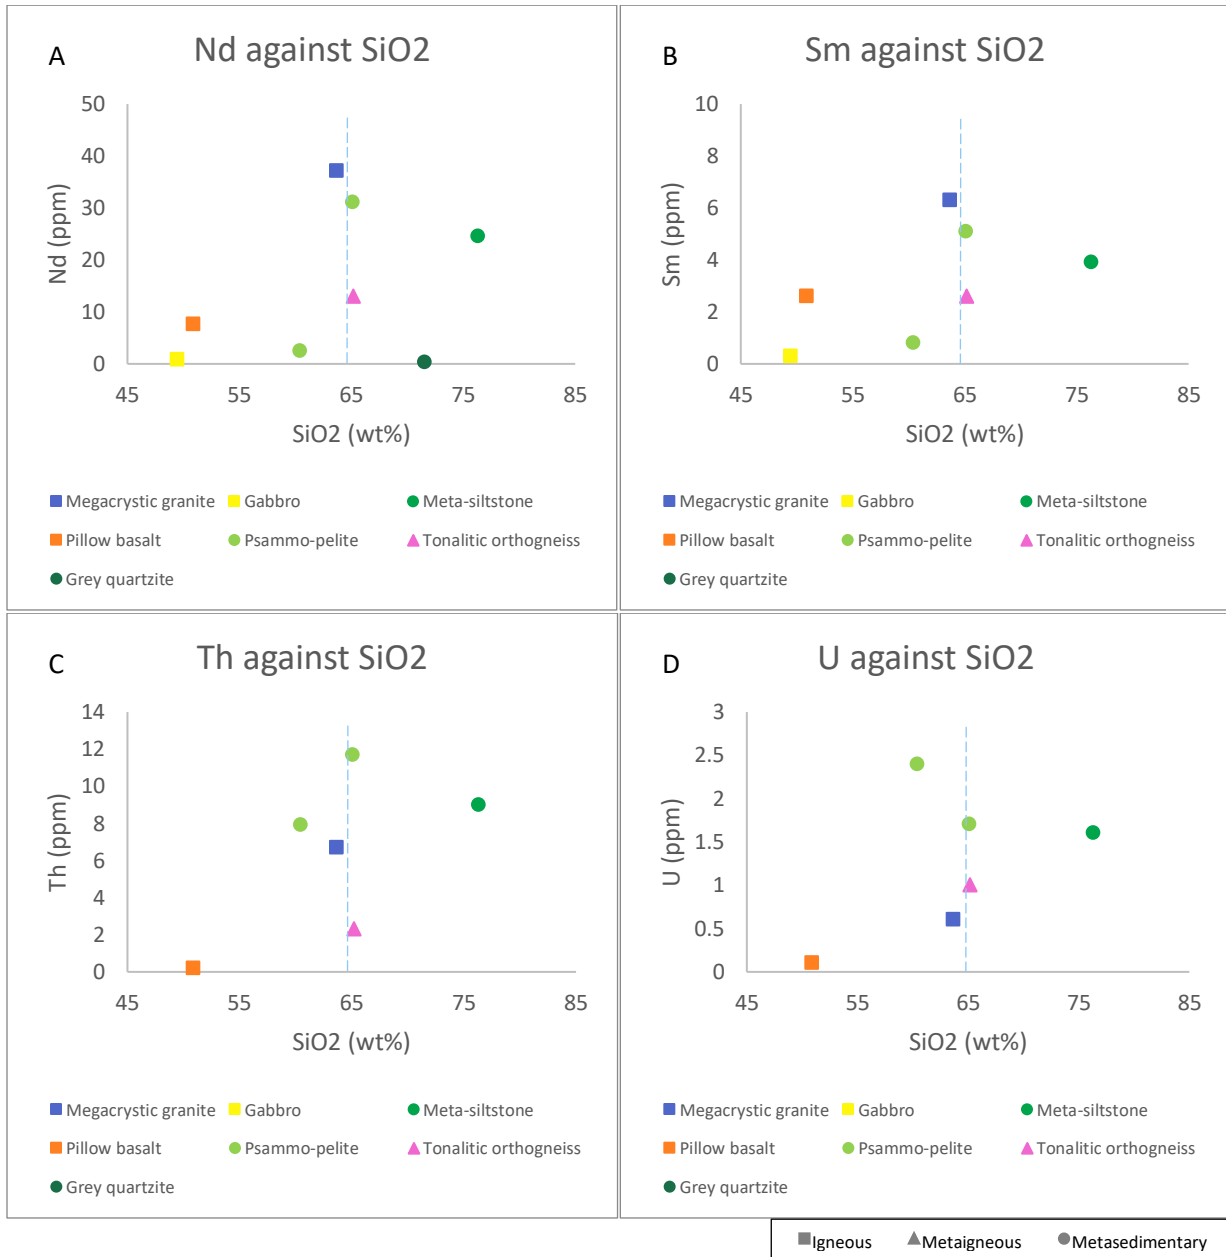 A
Nd against SiO2
50
40
30
20
10
0
Nd (ppm)
45 55 65 75 85
SiO2 (wt%)
Megacrystic granite Gabbro Meta-siltstone
Pillow basalt Psammo-pelite Tonalitic orthogneiss
Grey quartzite
B
Sm against SiO2
10
8
6
4
2
0
Sm (ppm)
45 55 65 75 85
SiO2 (wt%)
Megacrystic granite Gabbro Meta-siltstone
Pillow basalt Psammo-pelite Tonalitic orthogneiss
Grey quartzite
C
Th against SiO2
14
12
10
8
6
4
2
0
Th (ppm)
45 55 65 75 85
SiO2 (wt%)
Megacrystic granite Gabbro Meta-siltstone
Pillow basalt Psammo-pelite Tonalitic orthogneiss
Grey quartzite
D
U against SiO2
3
2.5
2
1.5
1
0.5
0
U (ppm)
45 55 65 75 85
SiO2 (wt%)
Megacrystic granite Gabbro Meta-siltstone
Pillow basalt Psammo-pelite Tonalitic orthogneiss
Grey quartzite
Igneous Metaigneous Metasedimentary